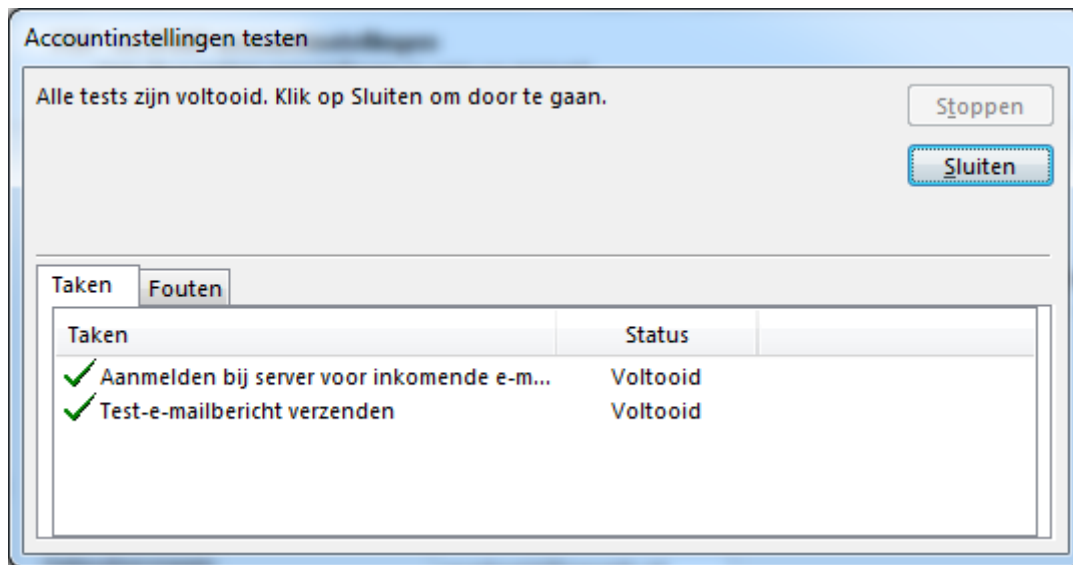 Accountinstellingen testen
Alle tests zijn voltooid. Klik op Sluiten om door te gaan.
Stoppen
Sluiten
Taken
Fouten
Taken Status
Aanmelden bij server voor inkomende e-m... Voltooid
Test-e-mailbericht verzenden Voltooid